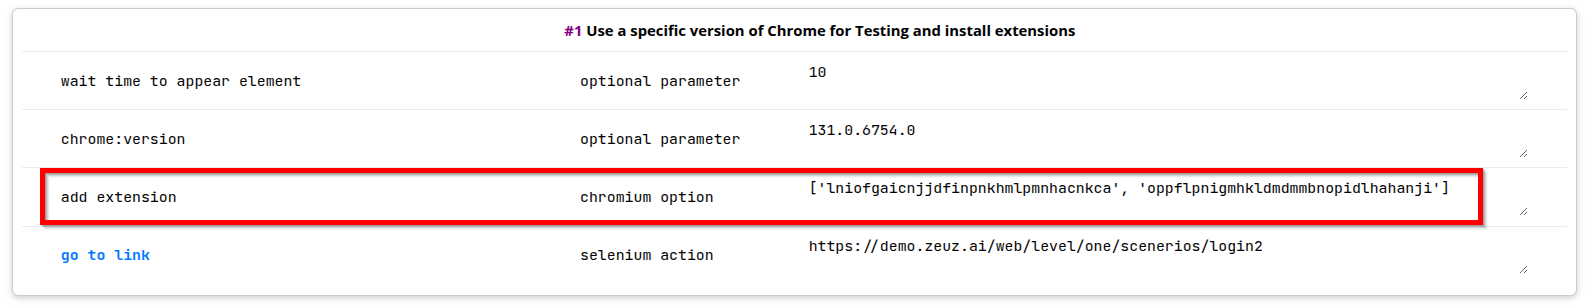 #1 Use a specific version of Chrome for Testing and install extensions
wait time to appear element optional parameter 10
chrome:version optional parameter 131.0.6754.0
add extension chromium option ['lniofgaicnjjdfinpnkhmlpmnhacnkca', 'oppflpnigmhkldmdmmbnopidlhahanji']
go to link selenium action https://demo.zeuz.ai/web/level/one/scenerios/login2